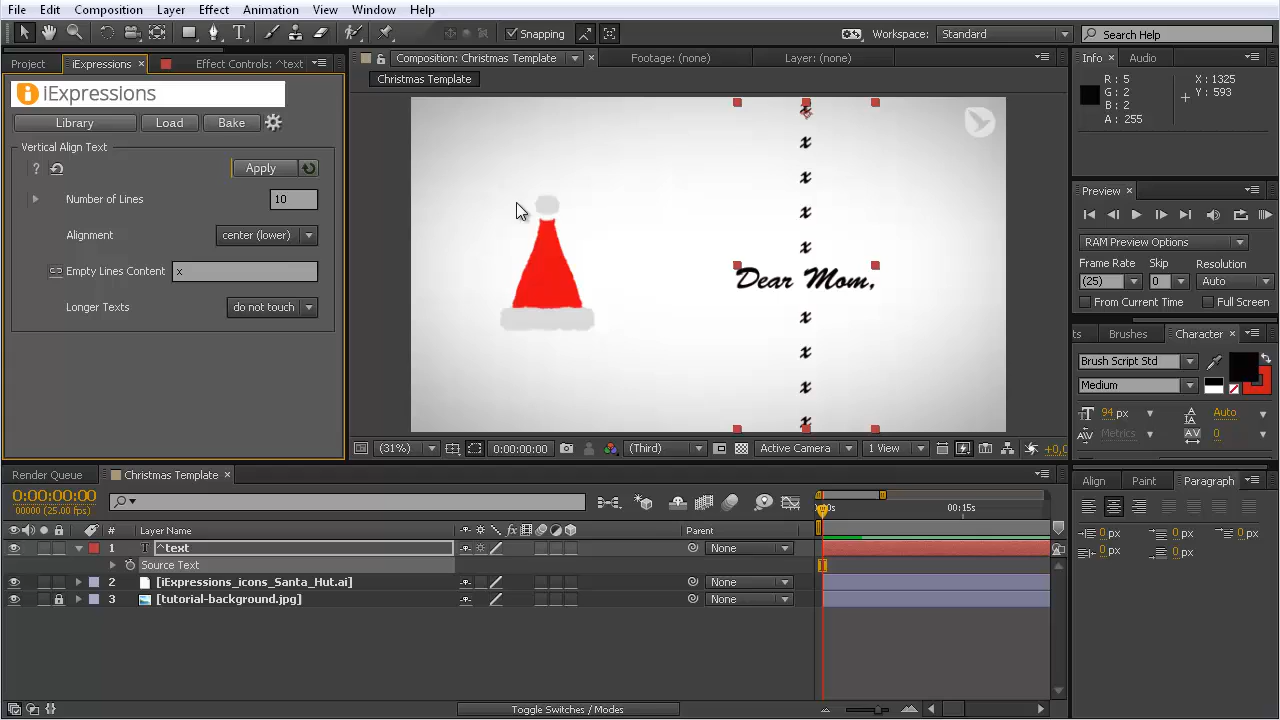 File Edit Composition Layer Effect Animation View Window Help
Snapping Workspace: Standard Search Help
Project iExpressions × Effect Controls: ^text
Composition: Christmas Template × Footage: (none) Layer: (none)
Info × Audio
Christmas Template
R : 5 X : 1325
G : 2 Y : 593
B : 2
A : 255
iExpressions
Library Load Bake
Vertical Align Text
? Apply
Number of Lines 10
Alignment center (lower)
Empty Lines Content x
Longer Texts do not touch
x
x
x
x
x
Dear Mom,
x
x
x
x
Preview ×
RAM Preview Options
Frame Rate Skip Resolution
(25) 0 Auto
From Current Time Full Screen
ts Brushes Character ×
Brush Script Std
Medium
94 px Auto
Metrics 0
(31%) 0:00:00:00 (Third) Active Camera 1 View +0,0
Render Queue Christmas Template ×
Align Paint Paragraph ×
0:00:00:00
00000 (25.00 fps)
00:15s
0 px 0 px 0 px
0 px 0 px
# Layer Name fx Parent
1 T ^text None
Source Text
2 [iExpressions_icons_Santa_Hut.ai] None
3 [tutorial-background.jpg] None
Toggle Switches / Modes